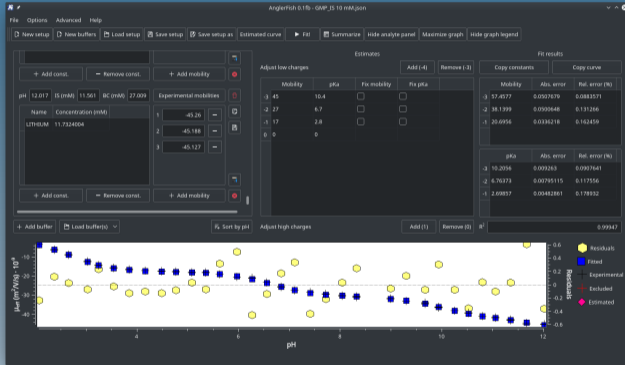 AnglerFish 0.1fb - GMP_IS 10 mM.json
File Options Advanced Help
New setup New buffers Load setup Save setup Save setup as Estimated curve Fit! Summarize Hide analyte panel Maximize graph Hide graph legend
Estimates Fit results
+ Add const. − Remove const. + Add mobility
Adjust low charges Add (-4) Remove (-3) Copy constants Copy curve
Mobility pKa Fix mobility Fix pKa
-3 45 10.4
-2 27 6.7
-1 17 2.8
0 0 0
Mobility Abs. error Rel. error (%)
-3 57.4577 0.0507679 0.0883571
-2 38.1399 0.0500648 0.131266
-1 20.6956 0.0336218 0.162459
pH 12.017 IS (mM) 11.561 BC (mM) 27.009 Experimental mobilities
Name Concentration (mM)
LITHIUM 11.7324004
1 -45.26
2 -45.188
3 -45.127
pKa Abs. error Rel. error (%)
-3 10.2056 0.009263 0.0907641
-2 6.76373 0.00795115 0.117556
-1 2.69857 0.00482861 0.178932
+ Add const. − Remove const. + Add mobility
+ Add buffer Load buffer(s) Sort by pH
Adjust high charges Add (1) Remove (0) R² 0.99947
μeff (m²/V/s) · 10⁻⁹
-10
-20
-30
-40
4 6 8 10 12
pH
0.6
0.4
0.2
0
-0.2
-0.4
-0.6
Residuals
Residuals
Fitted
Experimental
Excluded
Estimated